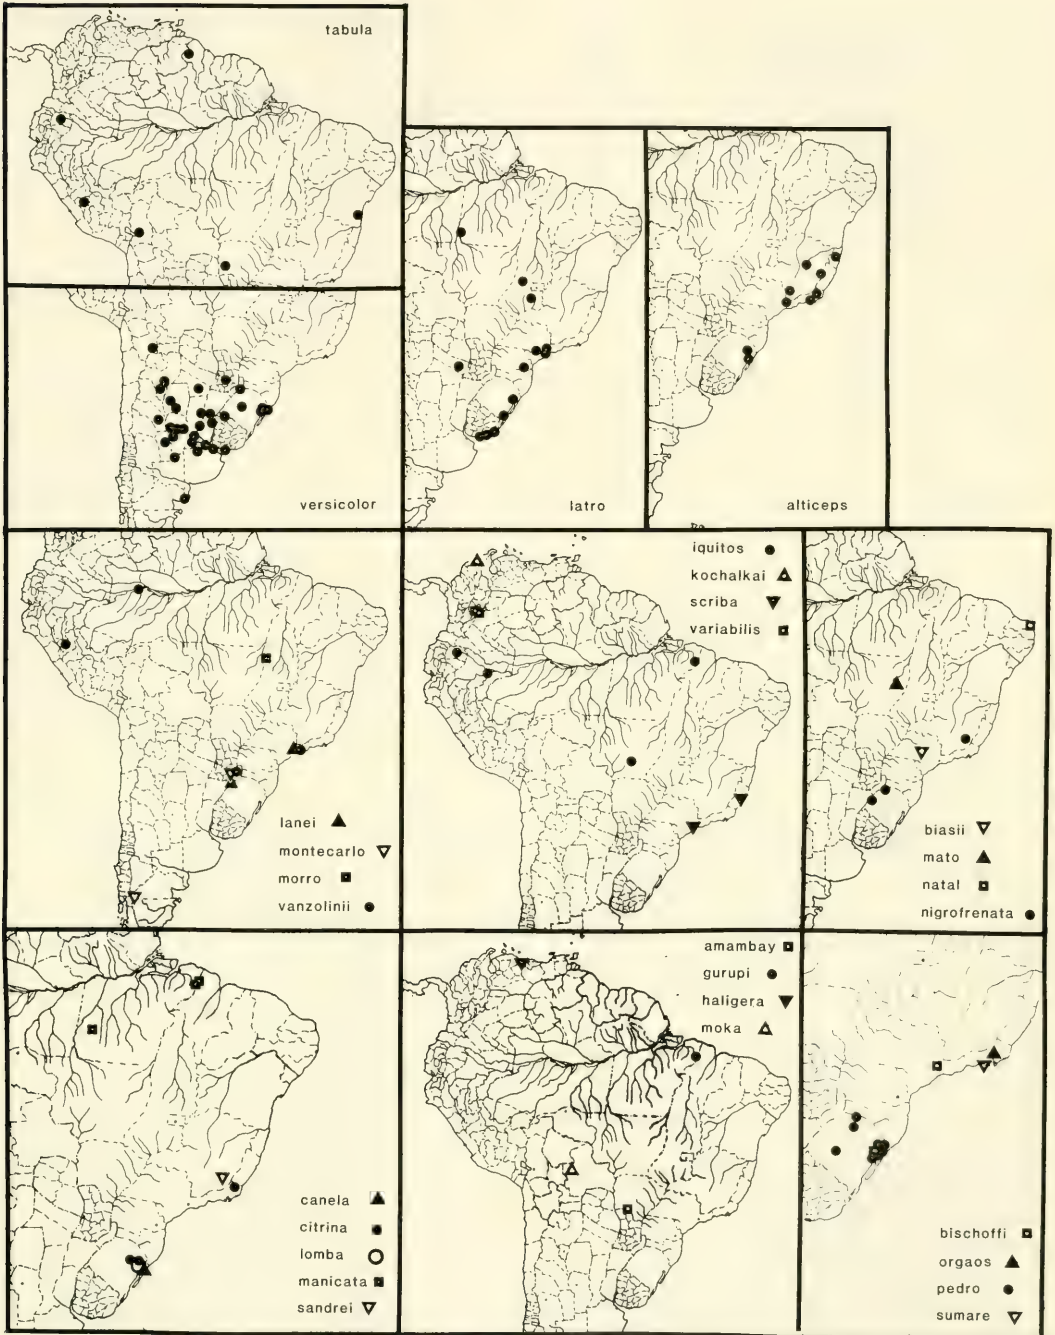 tabula
versicolor
latro
alticeps
lanei
montecarlo
morro
vanzolinii
iquitos
kochalkai
scriba
variabilis
biasii
mato
natal
nigrofrenata
canela
citrina
lomba
manicata
sandrei
amambay
gurupi
haligera
moka
bischoffi
orgaos
pedro
sumare